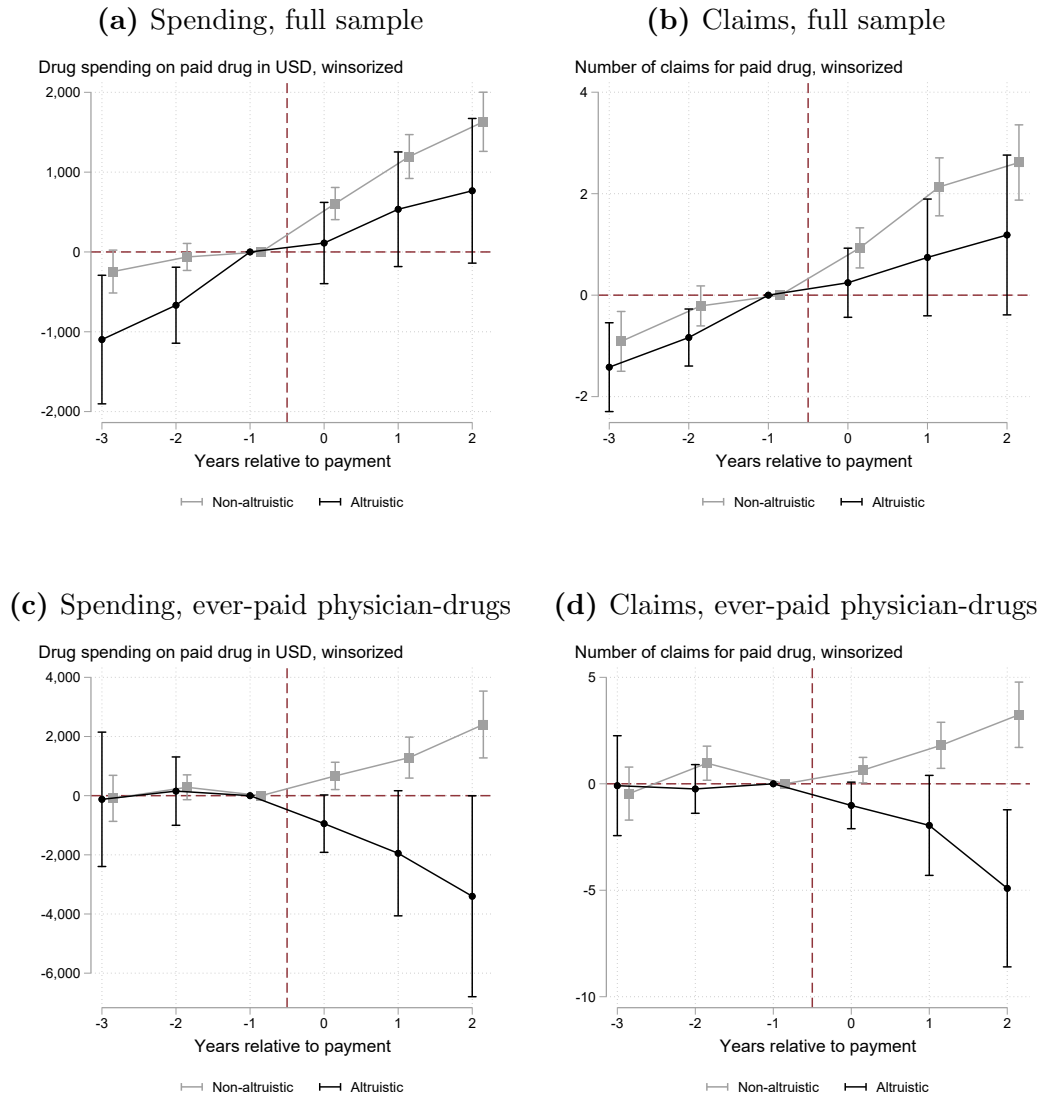 (a) Spending, full sample
Drug spending on paid drug in USD, winsorized
2,000
1,000
0
-1,000
-2,000
-3 -2 -1 0 1 2
Years relative to payment
Non-altruistic Altruistic
(b) Claims, full sample
Number of claims for paid drug, winsorized
4
2
0
-2
-3 -2 -1 0 1 2
Years relative to payment
Non-altruistic Altruistic
(c) Spending, ever-paid physician-drugs
Drug spending on paid drug in USD, winsorized
4,000
2,000
0
-2,000
-4,000
-6,000
-3 -2 -1 0 1 2
Years relative to payment
Non-altruistic Altruistic
(d) Claims, ever-paid physician-drugs
Number of claims for paid drug, winsorized
5
0
-5
-10
-3 -2 -1 0 1 2
Years relative to payment
Non-altruistic Altruistic